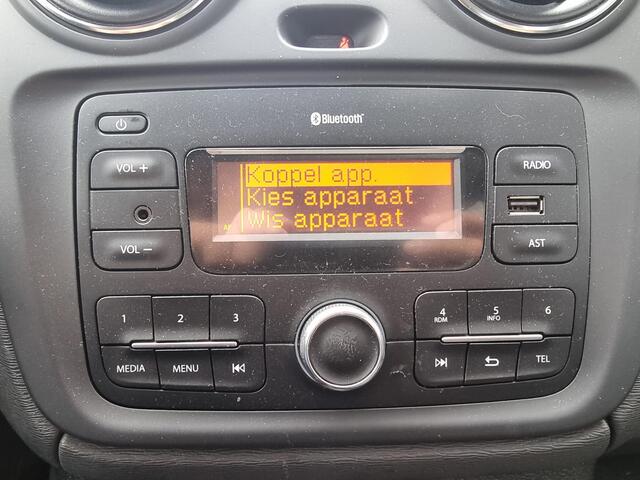 Bluetooth
VOL +
Koppel app.
Kies apparaat
Wis apparaat
RADIO
VOL −
AST
1 2 3
4 RDM 5 INFO 6
MEDIA MENU
TEL